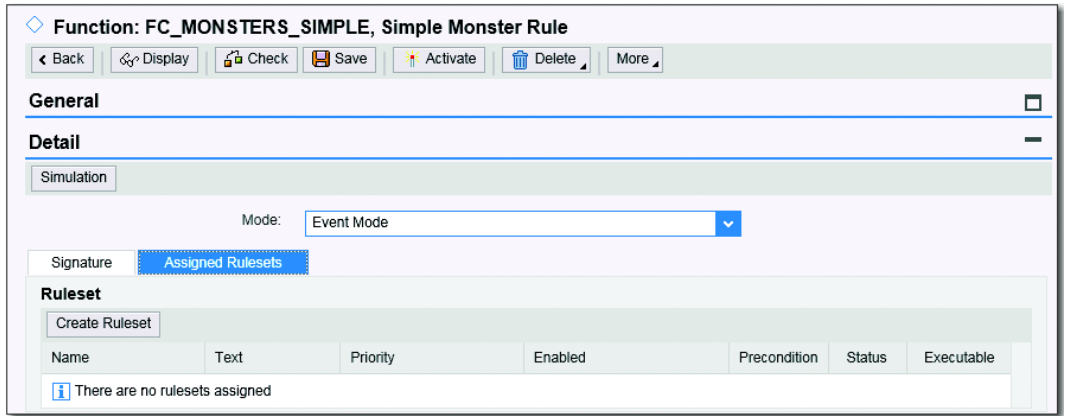 Function: FC_MONSTERS_SIMPLE, Simple Monster Rule
Back Display Check Save Activate Delete More
General
Detail
Simulation
Mode: Event Mode
Signature Assigned Rulesets
Ruleset
Create Ruleset
Name Text Priority Enabled Precondition Status Executable
There are no rulesets assigned